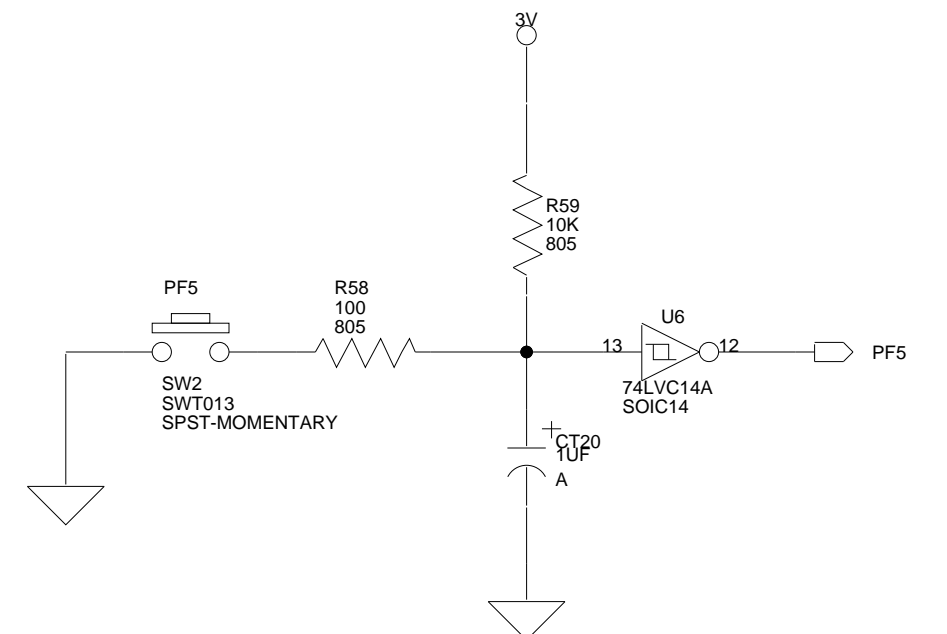 3V
R59
10K
805
PF5
R58
100
805
U6
13
12
PF5
74LVC14A
SOIC14
SW2
SWT013
SPST-MOMENTARY
CT20
1UF
A